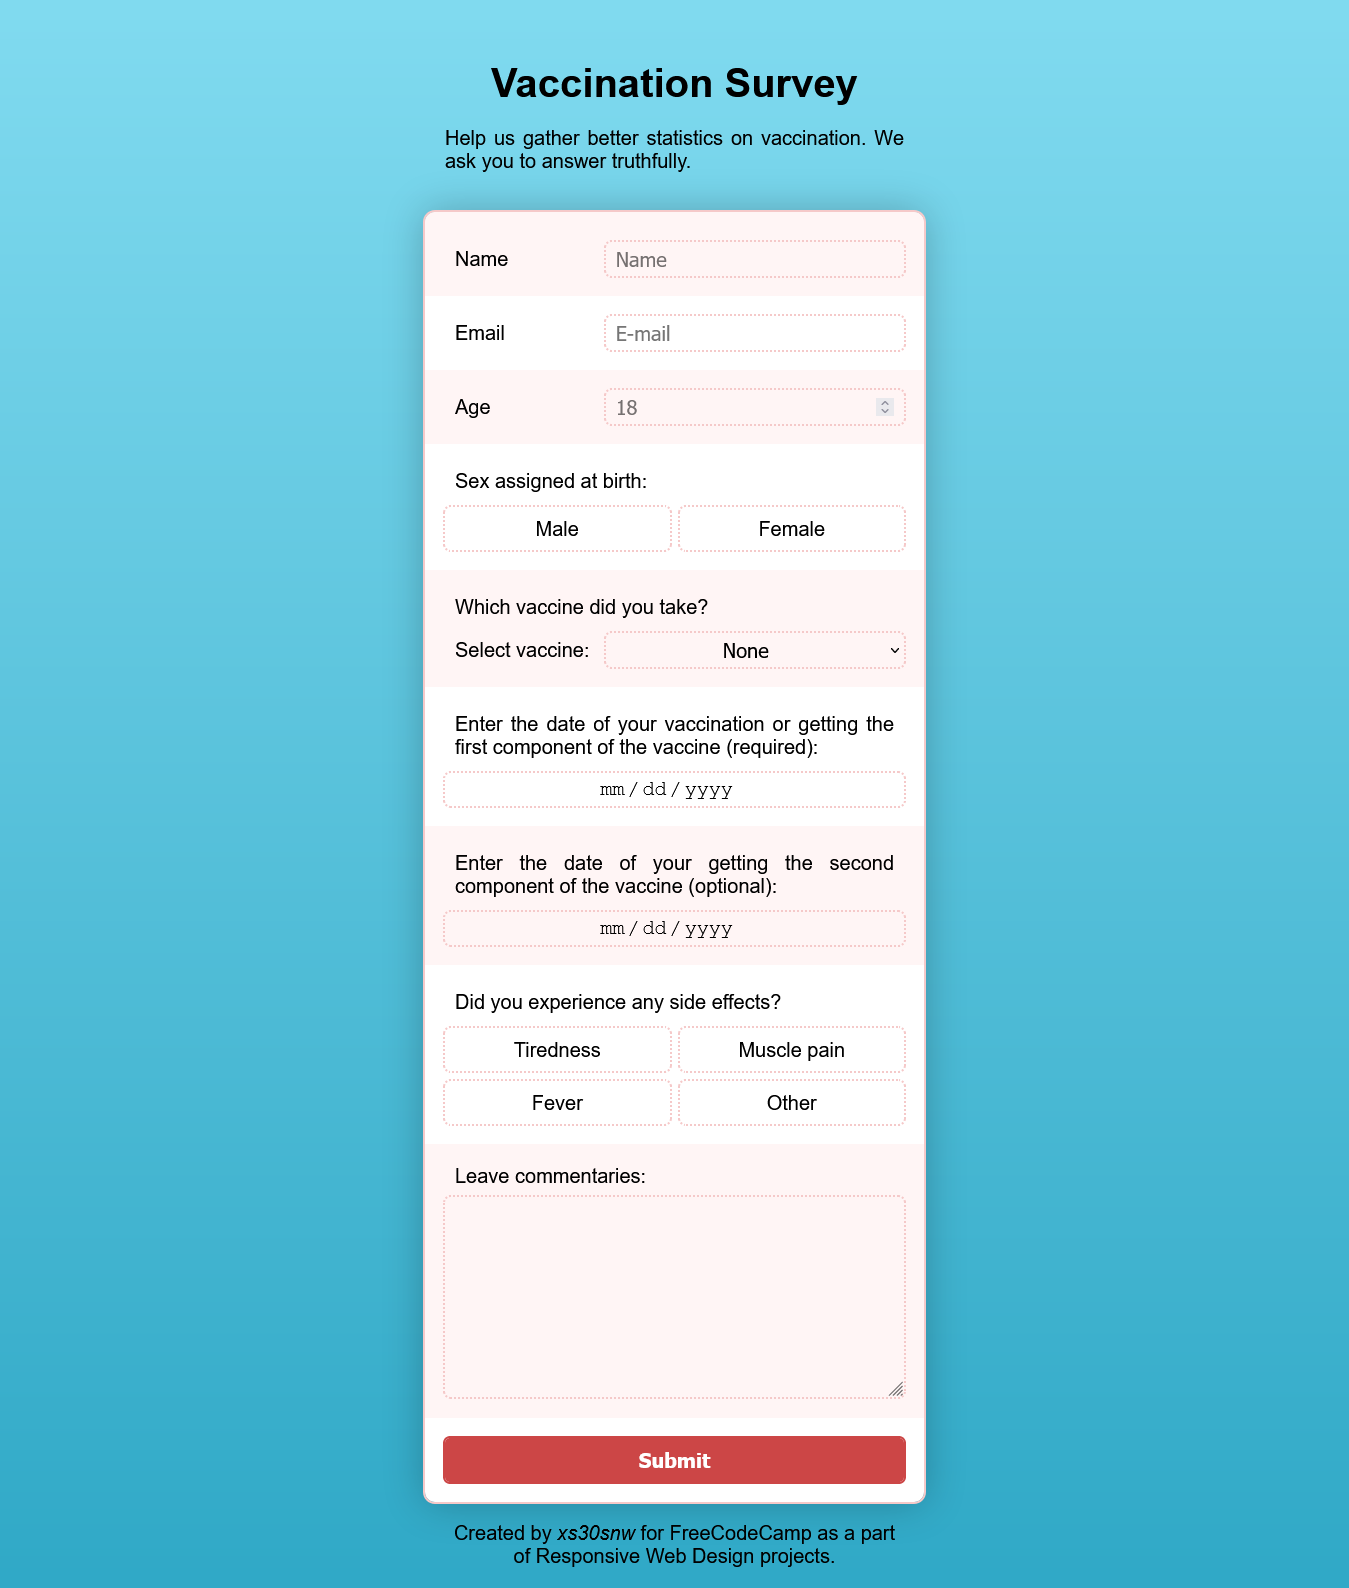 Vaccination Survey
Help us gather better statistics on vaccination. We
ask you to answer truthfully.
Name Name
Email E-mail
Age 18
Sex assigned at birth:
Male Female
Which vaccine did you take?
Select vaccine: None
Enter the date of your vaccination or getting the
first component of the vaccine (required):
mm/dd/yyyy
Enter the date of your getting the second
component of the vaccine (optional):
mm/dd/yyyy
Did you experience any side effects?
Tiredness Muscle pain
Fever Other
Leave commentaries:
Submit
Created by xs30snw for FreeCodeCamp as a part
of Responsive Web Design projects.